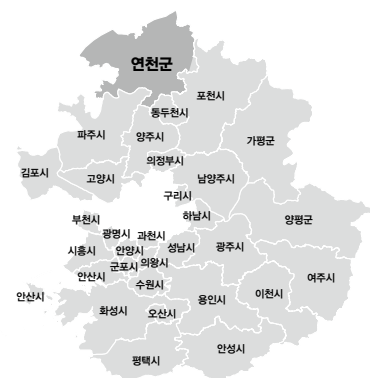 연천군
포천시
동두천시
파주시
양주시
가평군
의정부시
김포시
고양시
남양주시
구리시
부천시
하남시
양평군
광명시
과천시
시흥시
안양시
성남시
광주시
군포시
의왕시
안산시
수원시
여주시
안산시
용인시
이천시
화성시
오산시
평택시
안성시